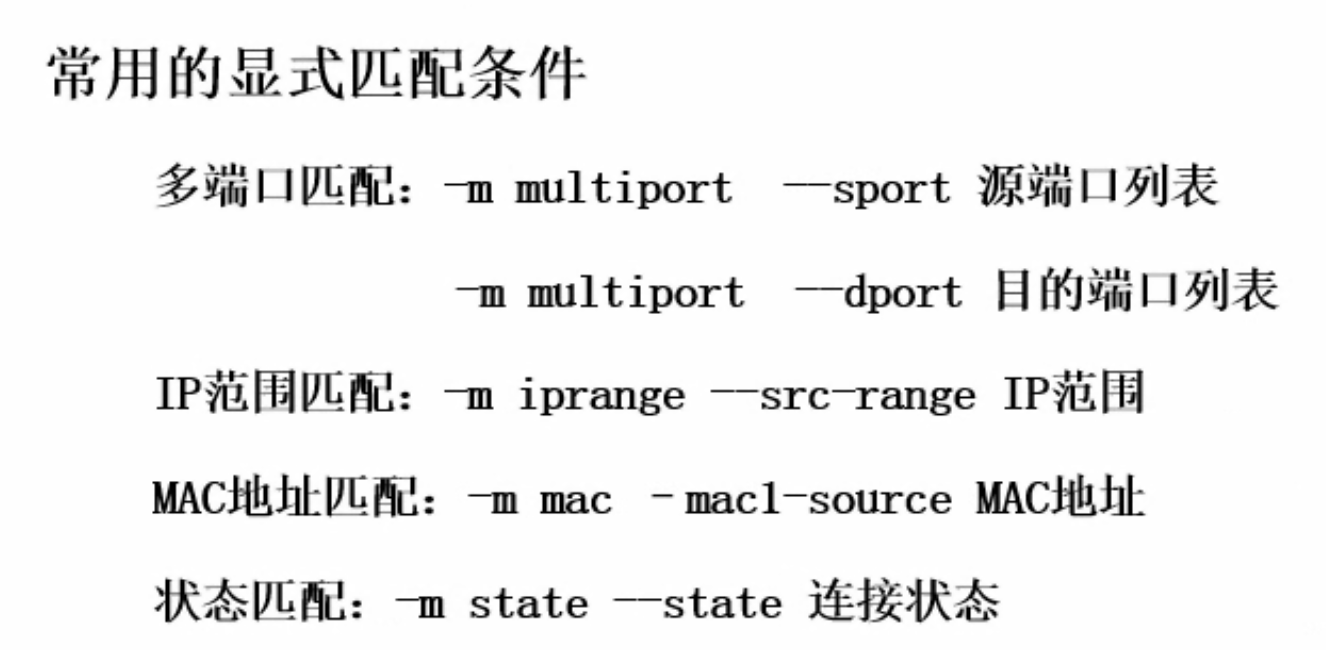 常用的显式匹配条件
多端口匹配：-m multiport --sport 源端口列表
-m multiport --dport 目的端口列表
IP范围匹配：-m iprange --src-range IP范围
MAC地址匹配：-m mac -macl-source MAC地址
状态匹配：-m state --state 连接状态